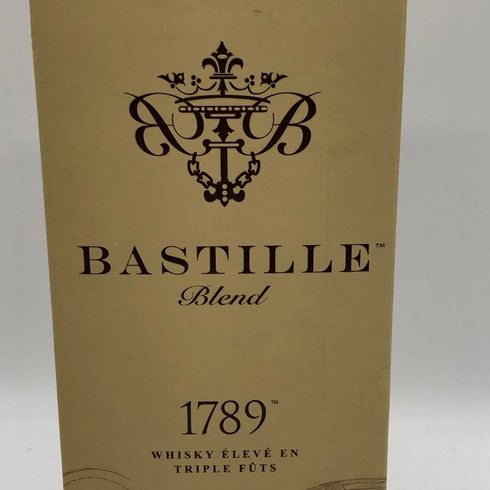 BASTILLE™
Blend
1789™
WHISKY ÉLEVÉ EN
TRIPLE FÛTS